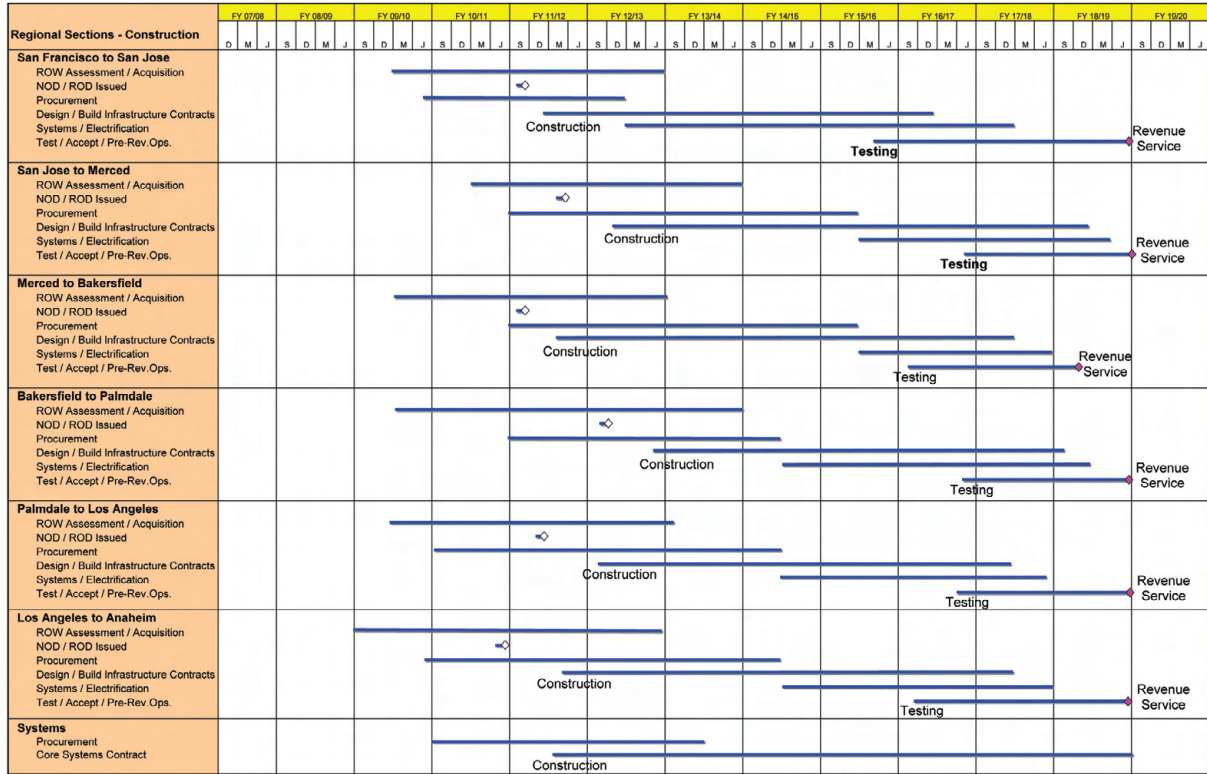 FY 07/08 FY 08/09 FY 09/10 FY 10/11 FY 11/12 FY 12/13 FY 13/14 FY 14/15 FY 15/16 FY 16/17 FY 17/18 FY 18/19 FY 19/20
Regional Sections - Construction
D M J S D M J S D M J S D M J S D M J S D M J S D M J S D M J S D M J S D M J S D M J S D M J S D M J
San Francisco to San Jose
ROW Assessment / Acquisition
NOD / ROD Issued
Procurement
Design / Build Infrastructure Contracts
Construction
Systems / Electrification
Test / Accept / Pre-Rev.Ops.
Testing
Revenue
Service
San Jose to Merced
ROW Assessment / Acquisition
NOD / ROD Issued
Procurement
Design / Build Infrastructure Contracts
Construction
Systems / Electrification
Test / Accept / Pre-Rev.Ops.
Testing
Revenue
Service
Merced to Bakersfield
ROW Assessment / Acquisition
NOD / ROD Issued
Procurement
Design / Build Infrastructure Contracts
Construction
Systems / Electrification
Test / Accept / Pre-Rev.Ops.
Testing
Revenue
Service
Bakersfield to Palmdale
ROW Assessment / Acquisition
NOD / ROD Issued
Procurement
Design / Build Infrastructure Contracts
Construction
Systems / Electrification
Test / Accept / Pre-Rev.Ops.
Testing
Revenue
Service
Palmdale to Los Angeles
ROW Assessment / Acquisition
NOD / ROD Issued
Procurement
Design / Build Infrastructure Contracts
Construction
Systems / Electrification
Test / Accept / Pre-Rev.Ops.
Testing
Revenue
Service
Los Angeles to Anaheim
ROW Assessment / Acquisition
NOD / ROD Issued
Procurement
Design / Build Infrastructure Contracts
Construction
Systems / Electrification
Test / Accept / Pre-Rev.Ops.
Testing
Revenue
Service
Systems
Procurement
Core Systems Contract
Construction